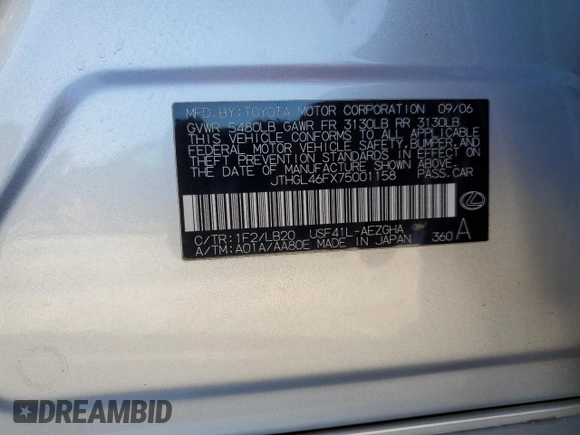 MFD. BY: TOYOTA MOTOR CORPORATION 09/06
GVWR 5480LB GAWR FR 3130LB RR 3130LB
THIS VEHICLE CONFORMS TO ALL APPLICABLE
FEDERAL MOTOR VEHICLE SAFETY, BUMPER, AND
THEFT PREVENTION STANDARDS IN EFFECT ON
THE DATE OF MANUFACTURE SHOWN ABOVE.
JTHGL46FX75001158 PASS. CAR
C/TR: 1F2/LB20 USF41L-AEZGHA
A/TM: A01A/AA80E MADE IN JAPAN 360 A
DREAMBID